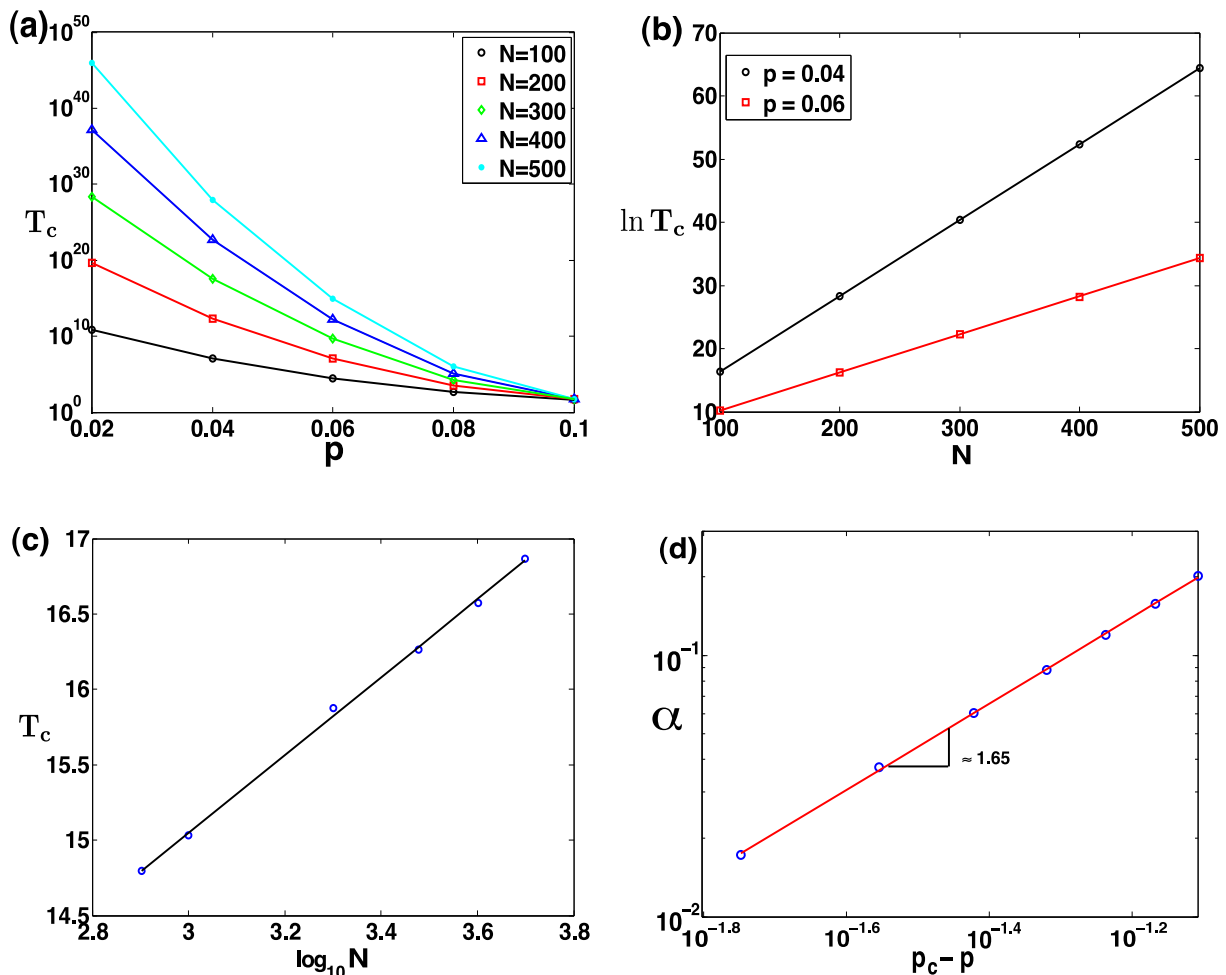 (a)
10^50
10^40
10^30
10^20
10^10
10^0
T_c
0.02 0.04 0.06 0.08 0.1
p
N=100
N=200
N=300
N=400
N=500
(b)
70
60
50
40
30
20
10
ln T_c
100 200 300 400 500
N
p = 0.04
p = 0.06
(c)
17
16.5
16
15.5
15
14.5
T_c
2.8 3 3.2 3.4 3.6 3.8
log_10 N
(d)
10^-1
10^-2
α
≈ 1.65
10^-1.8 10^-1.6 10^-1.4 10^-1.2
p_c - p